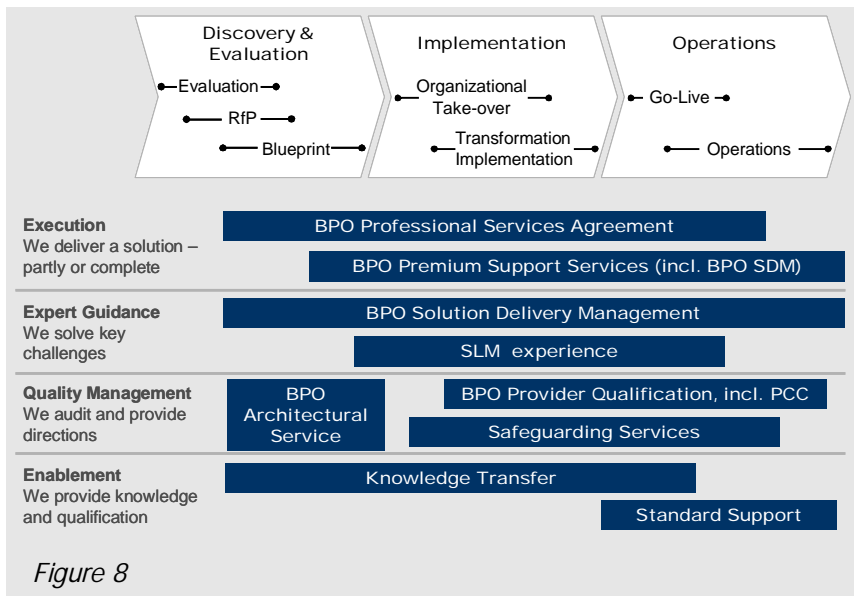 Discovery &
Evaluation
Implementation
Operations
Evaluation
RfP
Blueprint
Organizational
Take-over
Transformation
Implementation
Go-Live
Operations
Execution
We deliver a solution –
partly or complete
BPO Professional Services Agreement
BPO Premium Support Services (incl. BPO SDM)
Expert Guidance
We solve key
challenges
BPO Solution Delivery Management
SLM experience
Quality Management
We audit and provide
directions
BPO
Architectural
Service
BPO Provider Qualification, incl. PCC
Safeguarding Services
Enablement
We provide knowledge
and qualification
Knowledge Transfer
Standard Support
Figure 8